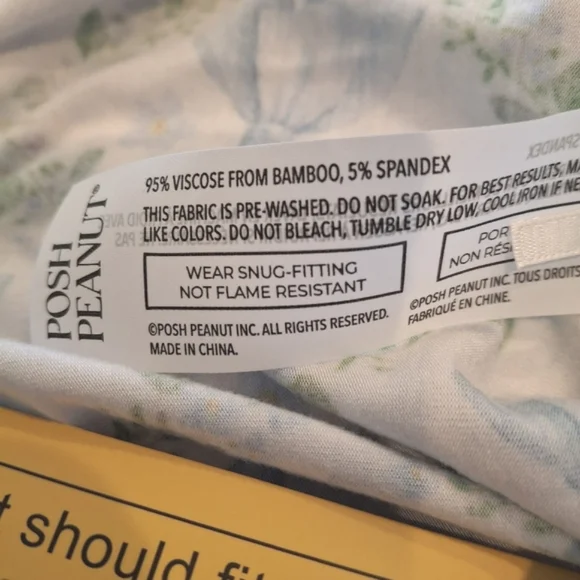 POSH
PEANUT®
95% VISCOSE FROM BAMBOO, 5% SPANDEX
THIS FABRIC IS PRE-WASHED. DO NOT SOAK. FOR BEST RESULTS,
LIKE COLORS. DO NOT BLEACH, TUMBLE DRY LOW, COOL IRON IF
WEAR SNUG-FITTING
NOT FLAME RESISTANT
©POSH PEANUT INC. ALL RIGHTS RESERVED.
MADE IN CHINA.
POR
NON
©POSH PEANUT INC. TOUS DROITS
FABRIQUÉ EN CHINE.
should